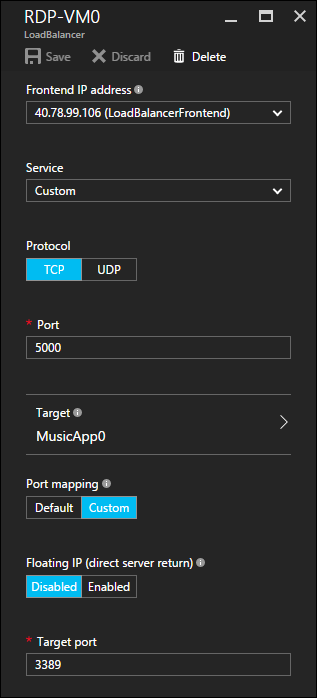 RDP-VM0
LoadBalancer
Save Discard Delete
Frontend IP address
40.78.99.106 (LoadBalancerFrontend)
Service
Custom
Protocol
TCP UDP
* Port
5000
Target
MusicApp0
Port mapping
Default Custom
Floating IP (direct server return)
Disabled Enabled
* Target port
3389